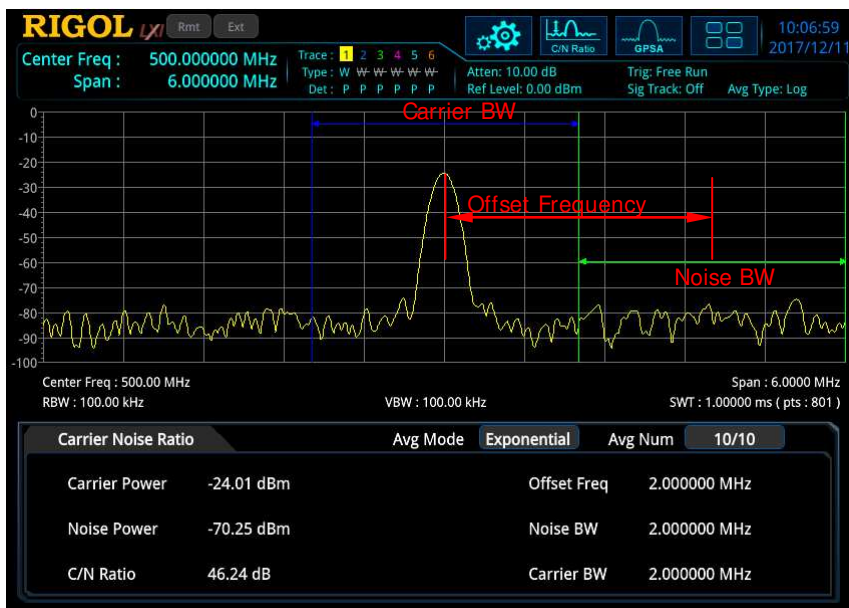 RIGOL LXI Rmt Ext
C/N Ratio GPSA
10:06:59
2017/12/11
Center Freq : 500.000000 MHz
Span : 6.000000 MHz
Trace : 1 2 3 4 5 6
Type : W W W W W W
Det : P P P P P P
Atten: 10.00 dB
Ref Level: 0.00 dBm
Trig: Free Run
Sig Track: Off
Avg Type: Log
Carrier BW
Offset Frequency
Noise BW
0
-10
-20
-30
-40
-50
-60
-70
-80
-90
-100
Center Freq : 500.00 MHz
Span : 6.0000 MHz
RBW : 100.00 kHz
VBW : 100.00 kHz
SWT : 1.00000 ms ( pts : 801 )
Carrier Noise Ratio
Avg Mode Exponential
Avg Num 10/10
Carrier Power -24.01 dBm
Offset Freq 2.000000 MHz
Noise Power -70.25 dBm
Noise BW 2.000000 MHz
C/N Ratio 46.24 dB
Carrier BW 2.000000 MHz